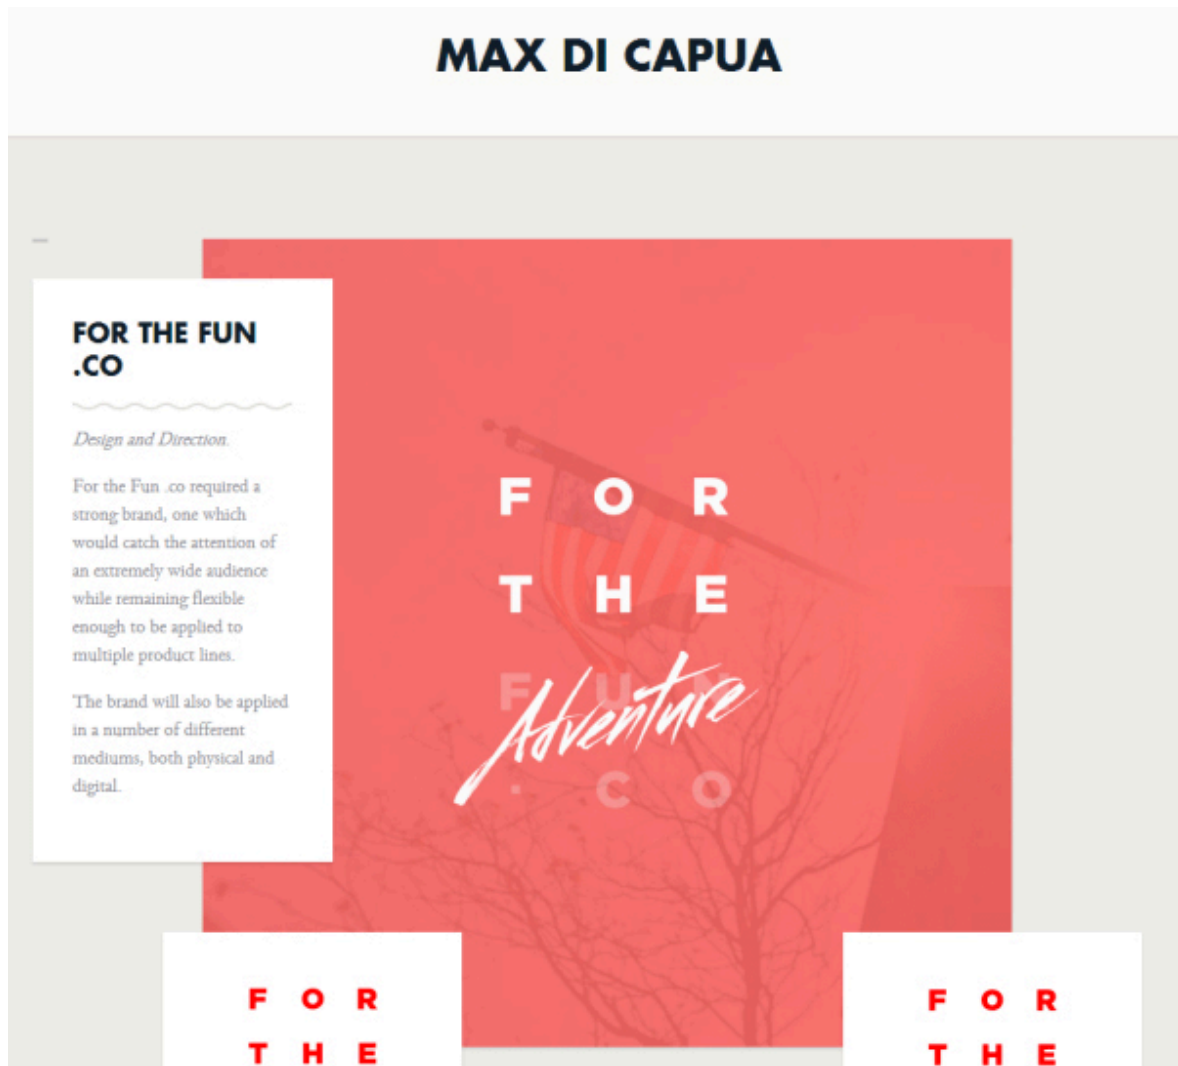 MAX DI CAPUA
FOR THE FUN
.CO
Design and Direction.
For the Fun .co required a
strong brand, one which
would catch the attention of
an extremely wide audience
while remaining flexible
enough to be applied to
multiple product lines.
The brand will also be applied
in a number of different
mediums, both physical and
digital.
F O R
T H E
F U N
Adventure
. C O
F O R
T H E
F O R
T H E